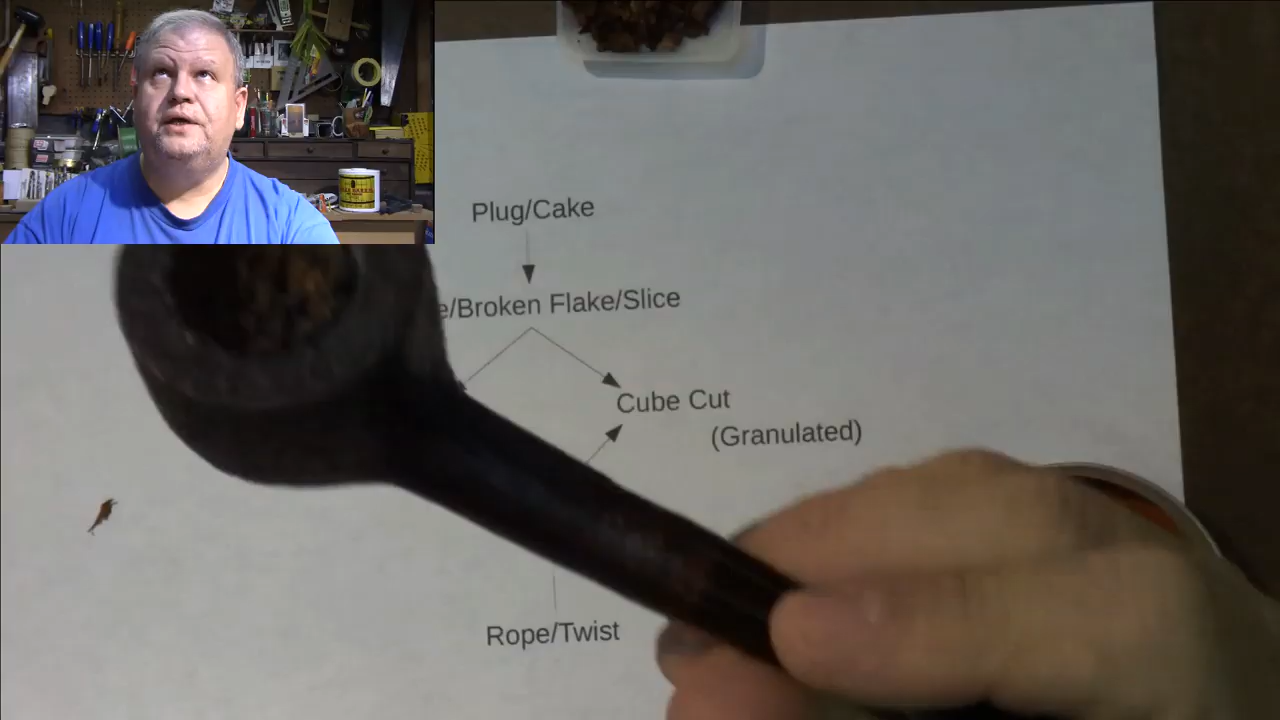 Plug/Cake
e/Broken Flake/Slice
Cube Cut
(Granulated)
Rope/Twist